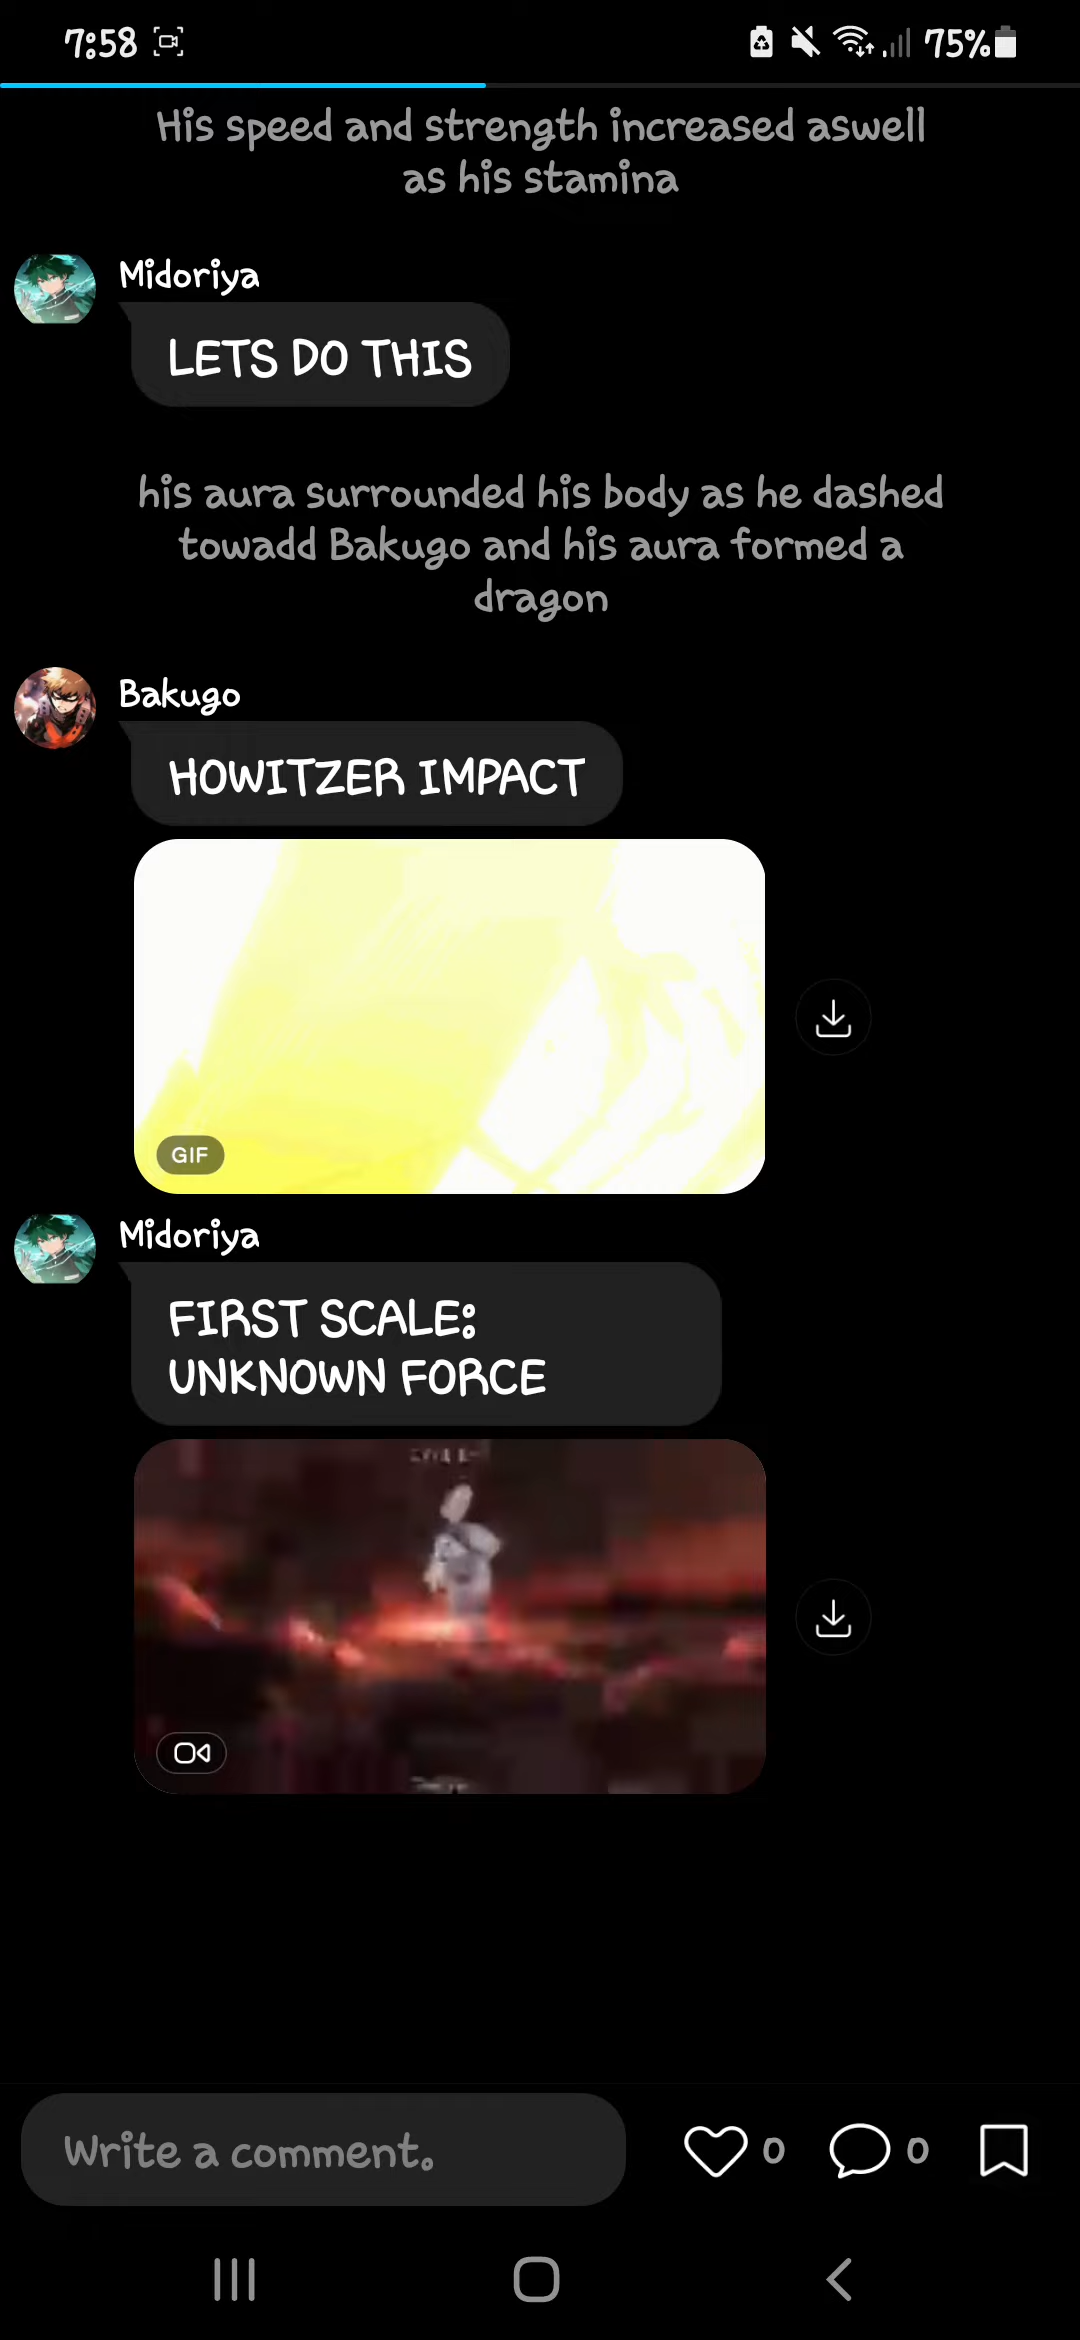 7:58
75%
His speed and strength increased aswell
as his stamina
Midoriya
LETS DO THIS
his aura surrounded his body as he dashed
towadd Bakugo and his aura formed a
dragon
Bakugo
HOWITZER IMPACT
GIF
Midoriya
FIRST SCALE:
UNKNOWN FORCE
Write a comment.
0
0